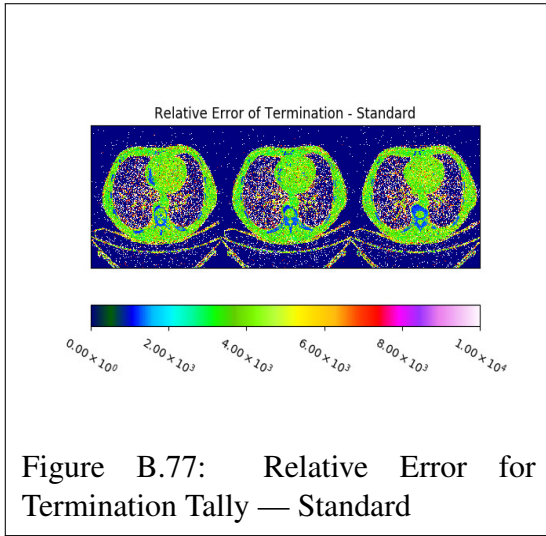 Relative Error of Termination - Standard
0.00 × 10⁰ 2.00 × 10³ 4.00 × 10³ 6.00 × 10³ 8.00 × 10³ 1.00 × 10⁴
Figure B.77: Relative Error for
Termination Tally — Standard